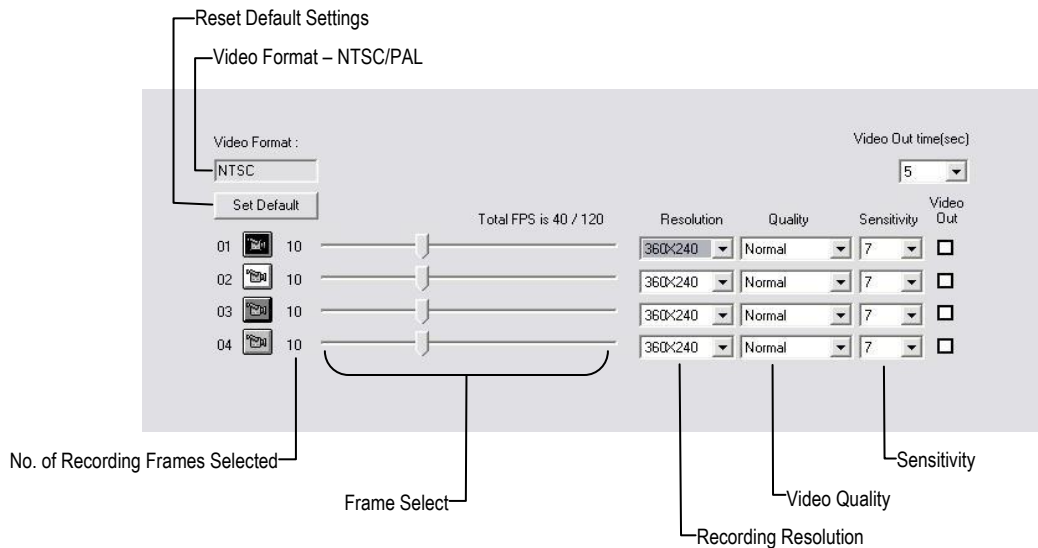 Reset Default Settings
Video Format – NTSC/PAL
Video Format :
Video Out time(sec)
NTSC
5
Set Default
Total FPS is 40 / 120
Resolution
Quality
Sensitivity
Video Out
01 10 360X240 Normal 7
02 10 360X240 Normal 7
03 10 360X240 Normal 7
04 10 360X240 Normal 7
No. of Recording Frames Selected
Sensitivity
Frame Select
Video Quality
Recording Resolution